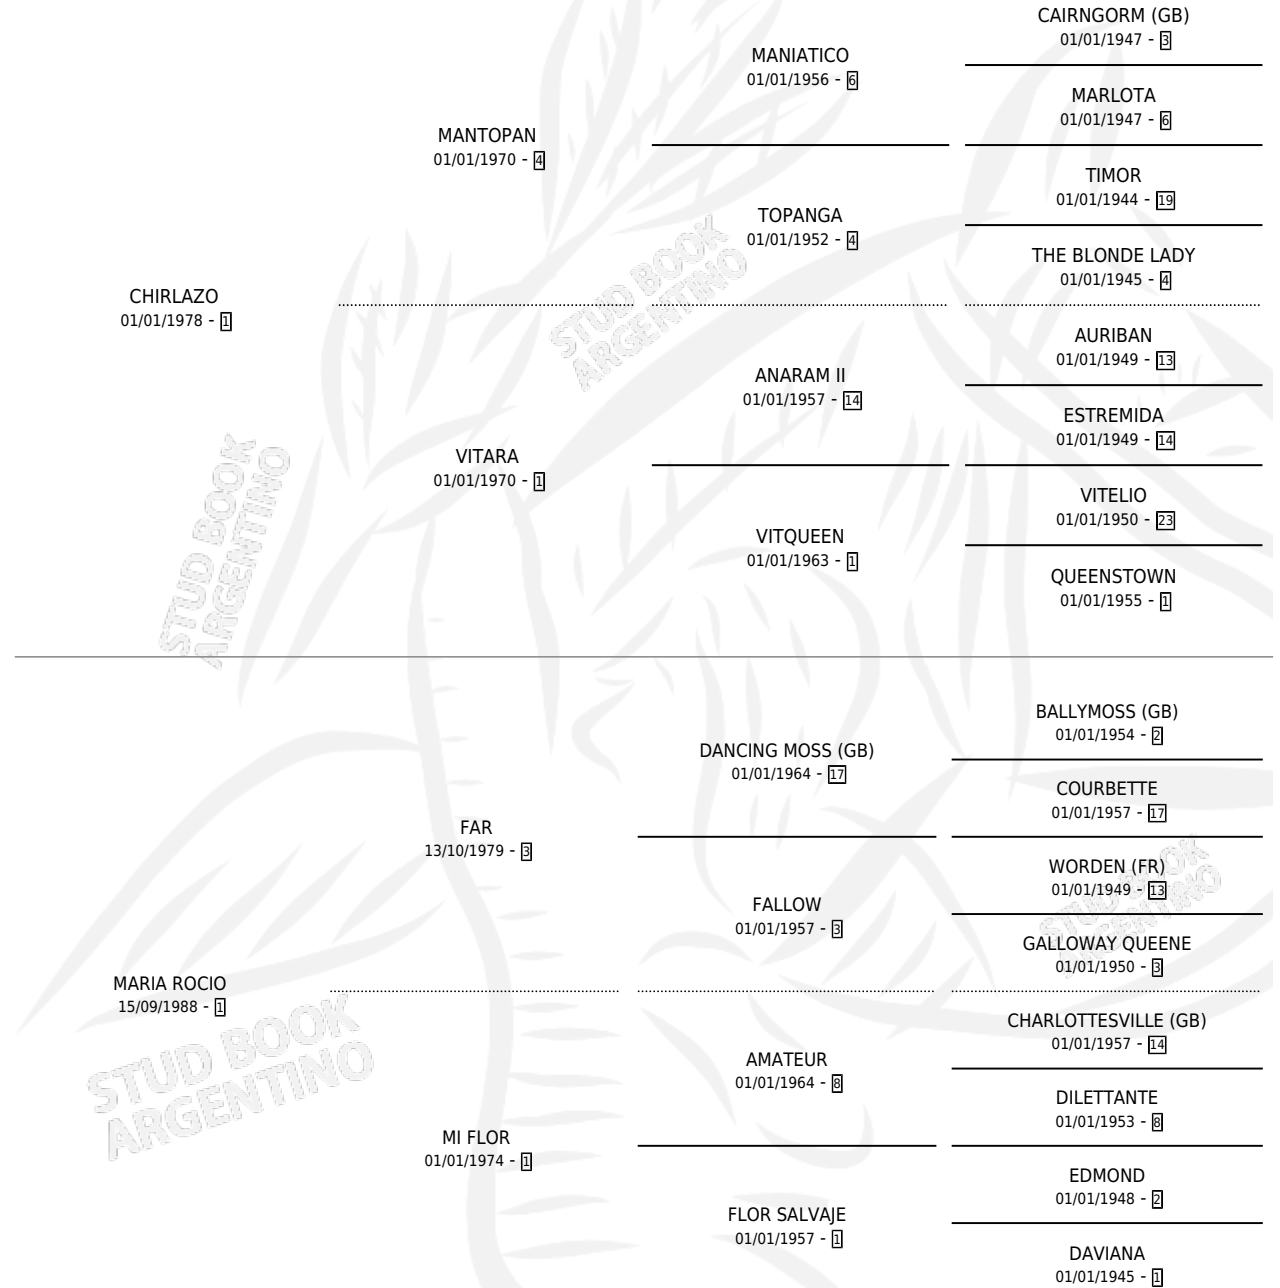 CAIRNGORM (GB)
01/01/1947 - 3
MANIATICO
01/01/1956 - 6
MARLOTA
01/01/1947 - 6
MANTOPAN
01/01/1970 - 4
TIMOR
01/01/1944 - 19
TOPANGA
01/01/1952 - 4
THE BLONDE LADY
01/01/1945 - 4
CHIRLAZO
01/01/1978 - 1
AURIBAN
01/01/1949 - 13
ANARAM II
01/01/1957 - 14
ESTREMIDA
01/01/1949 - 14
VITARA
01/01/1970 - 1
VITELIO
01/01/1950 - 23
VITQUEEN
01/01/1963 - 1
QUEENSTOWN
01/01/1955 - 1
BALLYMOSS (GB)
01/01/1954 - 2
DANCING MOSS (GB)
01/01/1964 - 17
COURBETTE
01/01/1957 - 17
FAR
13/10/1979 - 3
WORDEN (FR)
01/01/1949 - 13
FALLOW
01/01/1957 - 3
GALLOWAY QUEENE
01/01/1950 - 3
MARIA ROCIO
15/09/1988 - 1
CHARLOTTESVILLE (GB)
01/01/1957 - 14
AMATEUR
01/01/1964 - 8
DILETTANTE
01/01/1953 - 8
MI FLOR
01/01/1974 - 1
EDMOND
01/01/1948 - 2
FLOR SALVAJE
01/01/1957 - 1
DAVIANA
01/01/1945 - 1
STUD BOOK
ARGENTINO
STUD BOOK
ARGENTINO
STUD BOOK
ARGENTINO
STUD BOOK
ARGENTINO